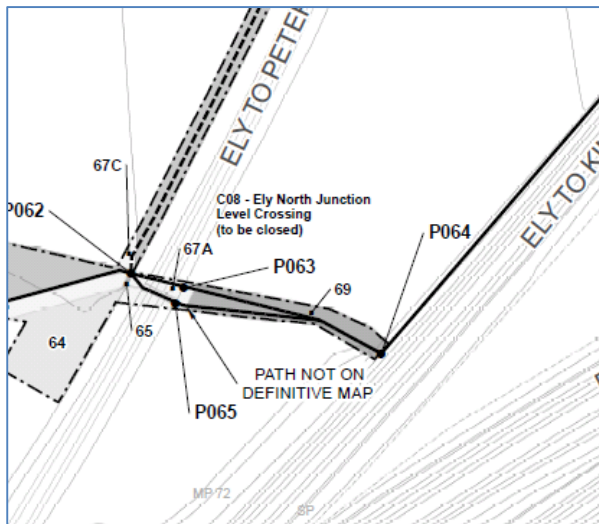 ELY TO PETER
67C
P062
C08 - Ely North Junction
Level Crossing
(to be closed)
ELY TO KI
67A
P063
P064
69
64
65
PATH NOT ON
DEFINITIVE MAP
P065
MP 72
SP